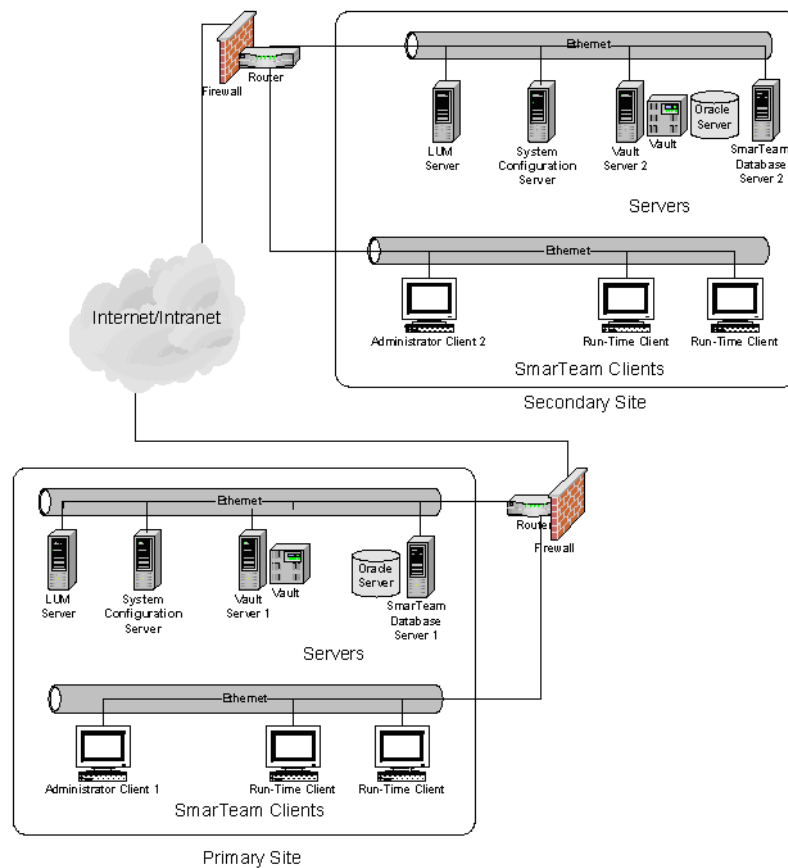 Ethernet
Router
Firewall
LUM
Server
System
Configuration
Server
Vault
Server 2
Vault
Oracle
Server
SmarTeam
Database
Server 2
Servers
Ethernet
Administrator Client 2
Run-Time Client
Run-Time Client
SmarTeam Clients
Secondary Site
Internet/Intranet
Ethernet
Router
Firewall
LUM
Server
System
Configuration
Server
Vault
Server 1
Vault
Oracle
Server
SmarTeam
Database
Server 1
Servers
Ethernet
Administrator Client 1
Run-Time Client
Run-Time Client
SmarTeam Clients
Primary Site